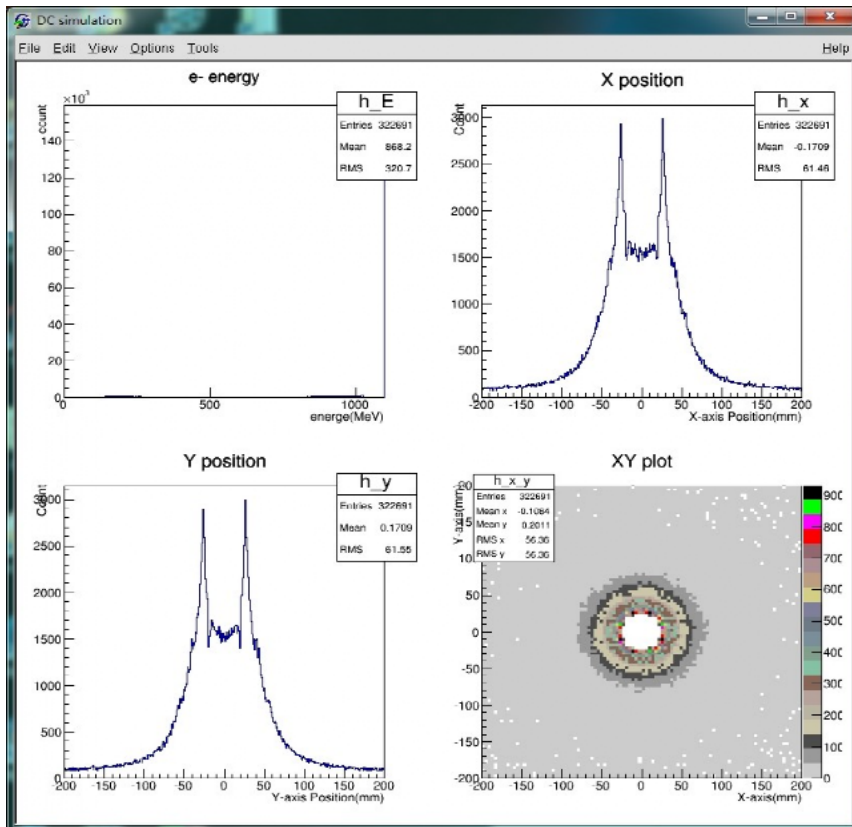 DC simulation
File Edit View Options Tools Help
e- energy
×10³
count
140
120
100
80
60
40
20
0
0 500 1000
energe(MeV)
h_E
Entries 322691
Mean 868.2
RMS 320.7
X position
Count
3000
2500
2000
1500
1000
500
0
-200 -150 -100 -50 0 50 100 150 200
X-axis Position(mm)
h_x
Entries 322691
Mean -0.1709
RMS 61.46
Y position
Count
3000
2500
2000
1500
1000
500
0
-200 -150 -100 -50 0 50 100 150 200
Y-axis Position(mm)
h_y
Entries 322691
Mean 0.1709
RMS 61.55
XY plot
Y-axis(mm)
20
150
100
50
0
-50
-100
-150
-200
-200 -150 -100 -50 0 50 100 150 200
X-axis(mm)
h_x_y
Entries 322691
Mean x -0.1064
Mean y 0.2011
RMS x 56.36
RMS y 56.36
900
800
700
600
500
400
300
200
100
0